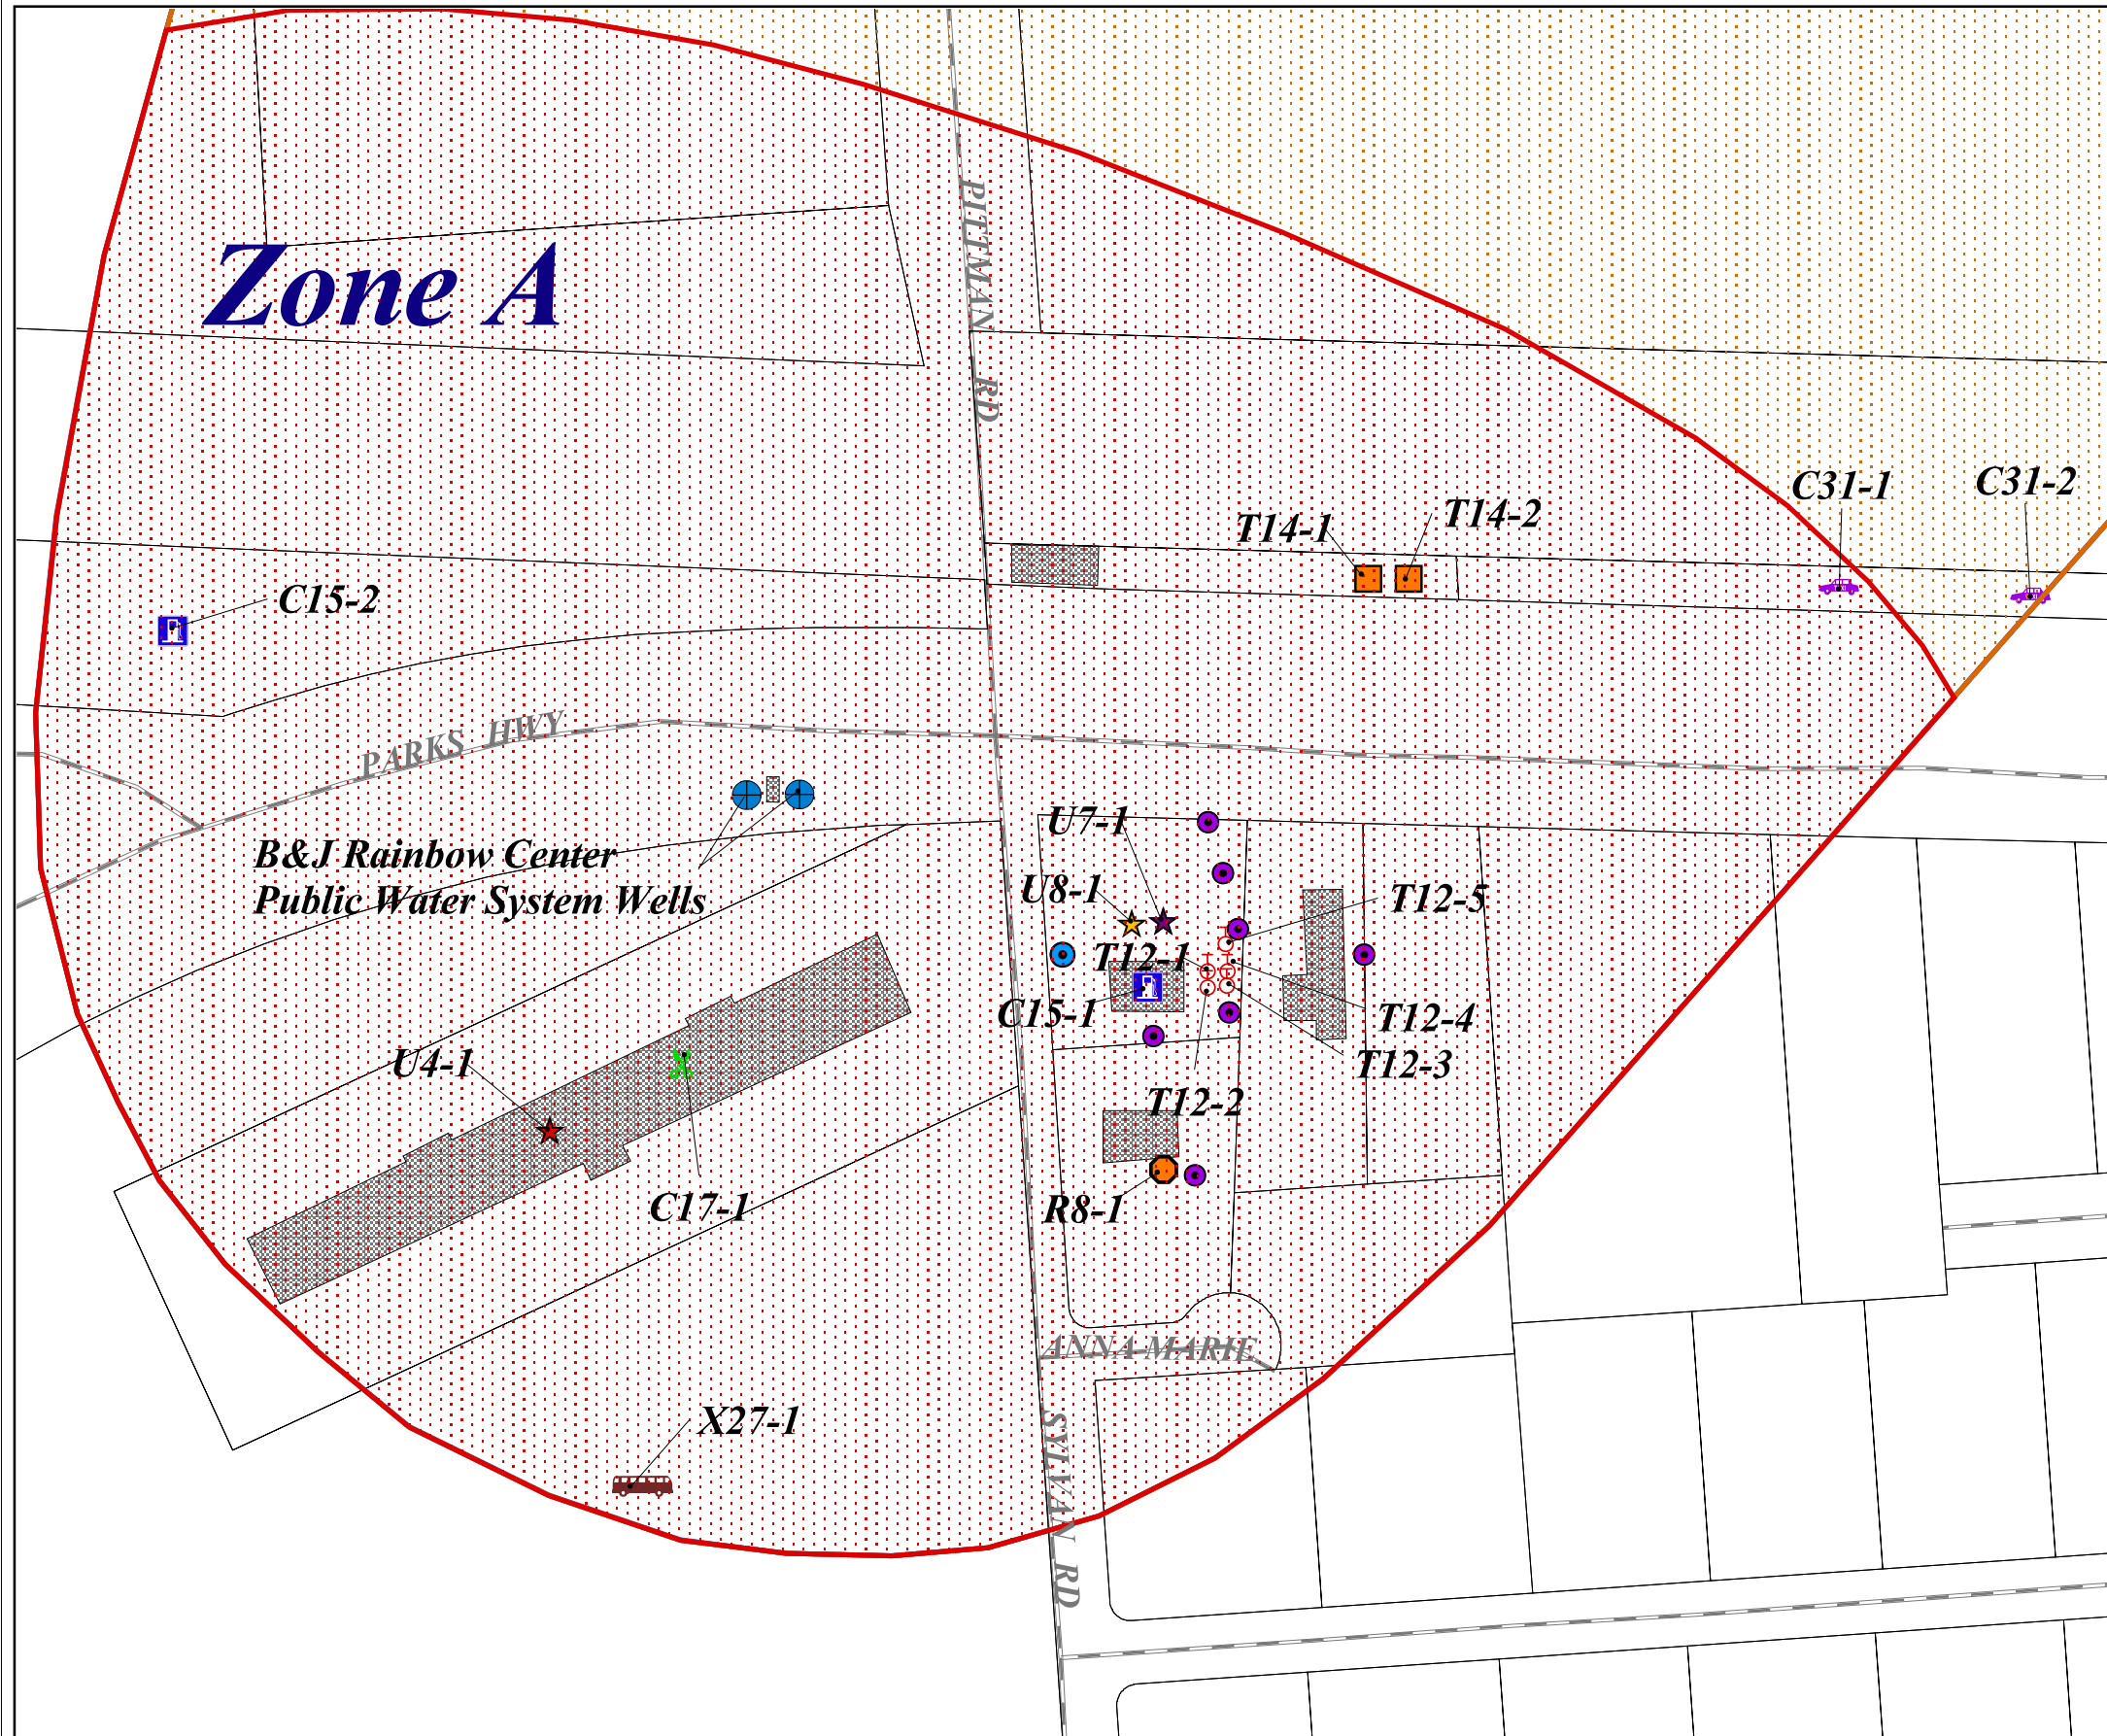 PITMAN RD
Zone A
C31-1
C31-2
T14-1
T14-2
C15-2
PARKS HWY
U7-1
B&J Rainbow Center
Public Water System Wells
U8-1
T12-5
T12-1
C15-1
T12-4
U4-1
T12-3
T12-2
C17-1
R8-1
ANNA MARIE
X27-1
SYLVAN RD